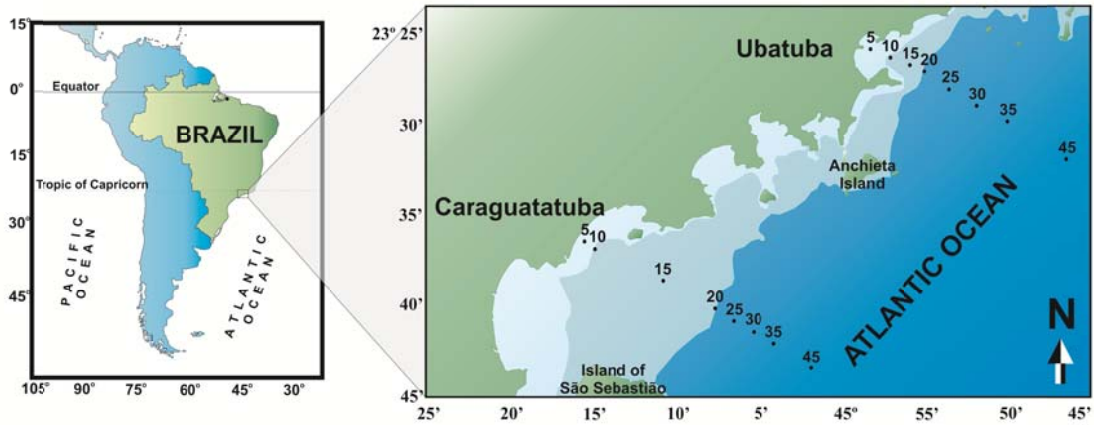 15°
Equator
0°
BRAZIL
15
Tropic of Capricorn
30°
45°
PACIFIC
OCEAN
ATLANTIC
OCEAN
105° 90° 75° 60° 45° 30°
23° 25'
30'
35'
40'
45'
Ubatuba
5
10
15
20
25
30
35
45
Anchieta
Island
Caraguatatuba
5
10
15
20
25
30
35
45
ATLANTIC OCEAN
N
Island of
São Sebastião
25' 20' 15' 10' 5' 45° 55' 50' 45'